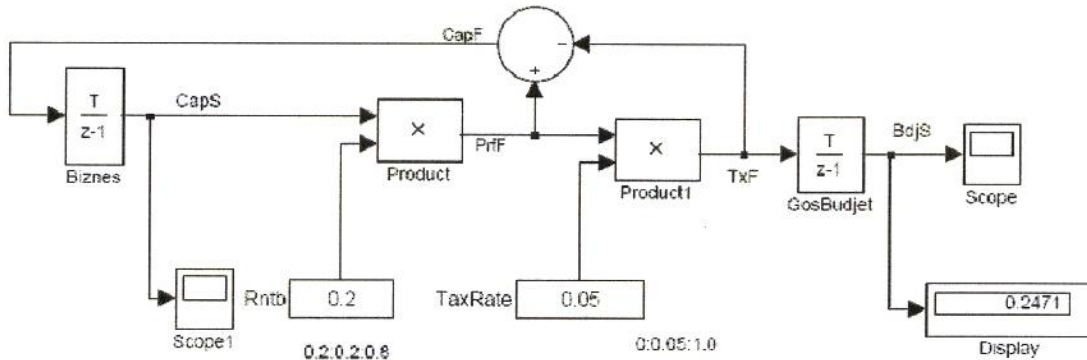 CapF
−
+
T
z-1
Biznes
CapS
×
Product
PrfF
×
Product1
TxF
T
z-1
GosBudjet
BdjS
Scope
Scope1
Rntb
0.2
0.2:0.2:0.6
TaxRate
0.05
0:0.05:1.0
0.2471
Display